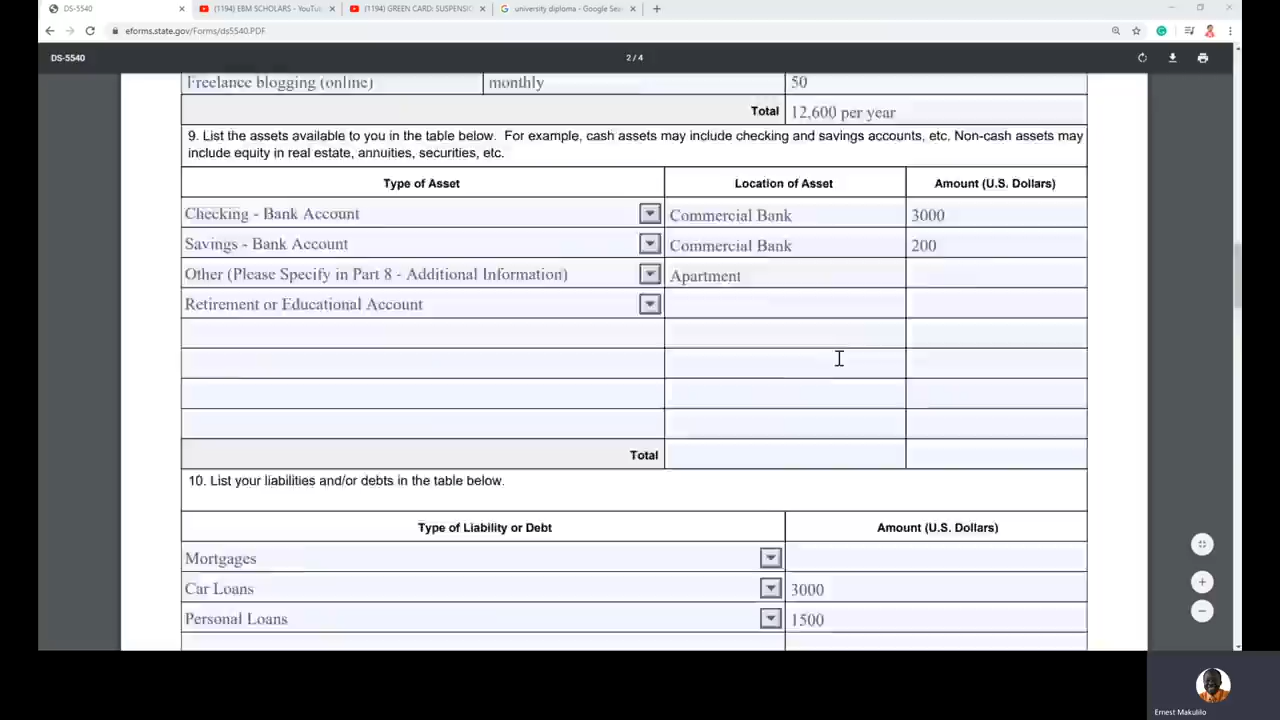 DS-5540
(1194) EBM SCHOLARS - YouTu
(1194) GREEN CARD: SUSPENSI
university diploma - Google Sea
eforms.state.gov/Forms/ds5540.PDF
DS-5540
2 / 4
Freelance blogging (online) monthly 50
Total 12,600 per year
9. List the assets available to you in the table below. For example, cash assets may include checking and savings accounts, etc. Non-cash assets may
include equity in real estate, annuities, securities, etc.
Type of Asset Location of Asset Amount (U.S. Dollars)
Checking - Bank Account Commercial Bank 3000
Savings - Bank Account Commercial Bank 200
Other (Please Specify in Part 8 - Additional Information) Apartment
Retirement or Educational Account
Total
10. List your liabilities and/or debts in the table below.
Type of Liability or Debt Amount (U.S. Dollars)
Mortgages
Car Loans 3000
Personal Loans 1500
Ernest Makulilo